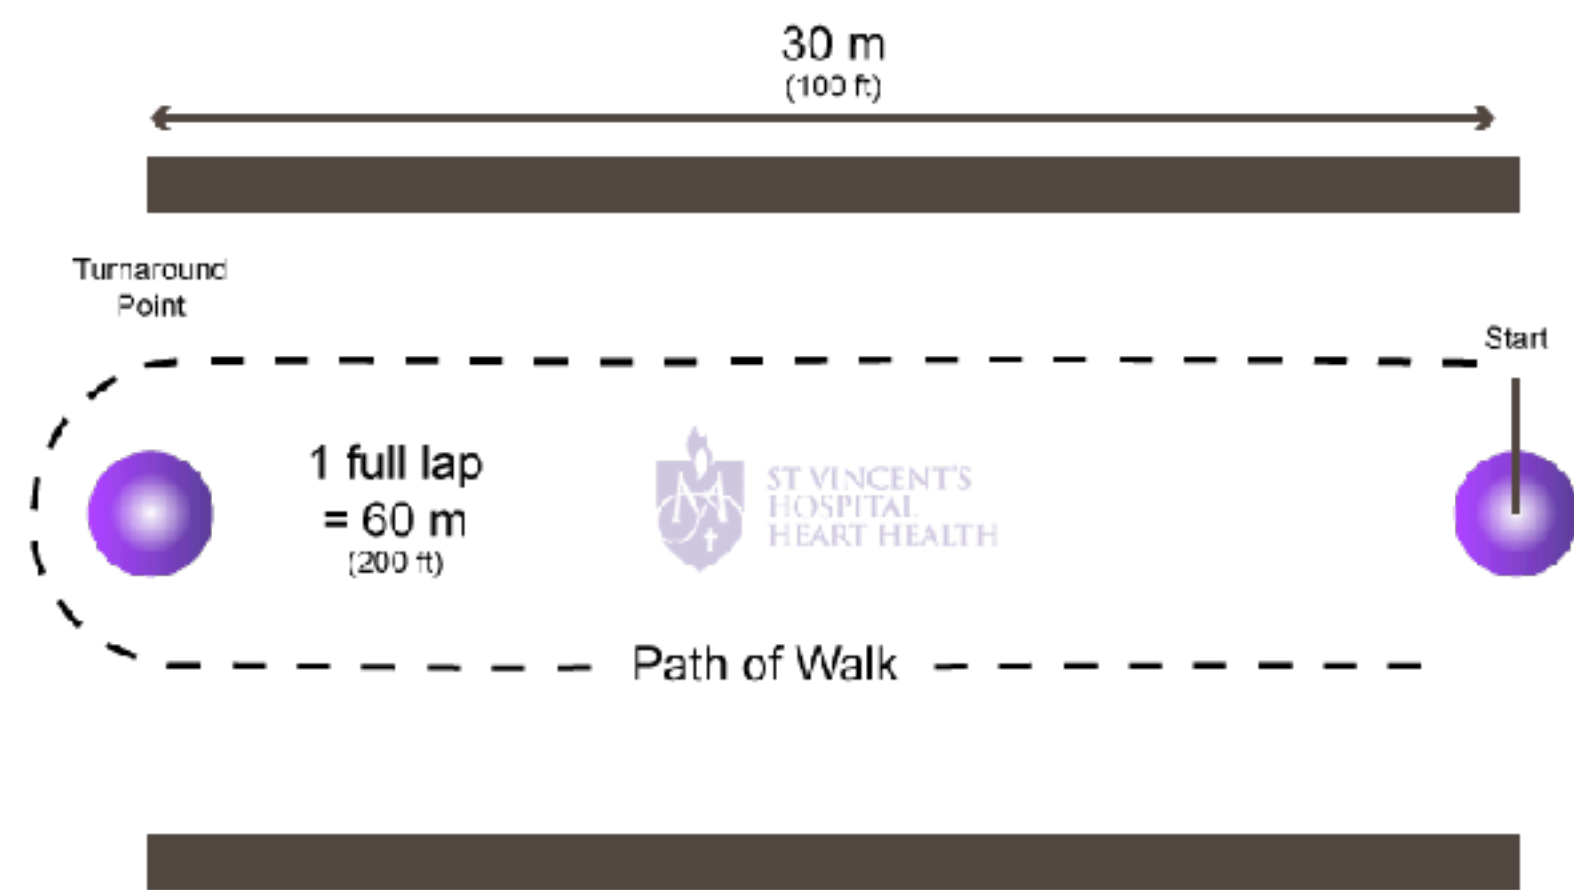 30 m
(100 ft)
Turnaround
Point
Start
1 full lap
= 60 m
(200 ft)
ST VINCENT'S
HOSPITAL
HEART HEALTH
Path of Walk